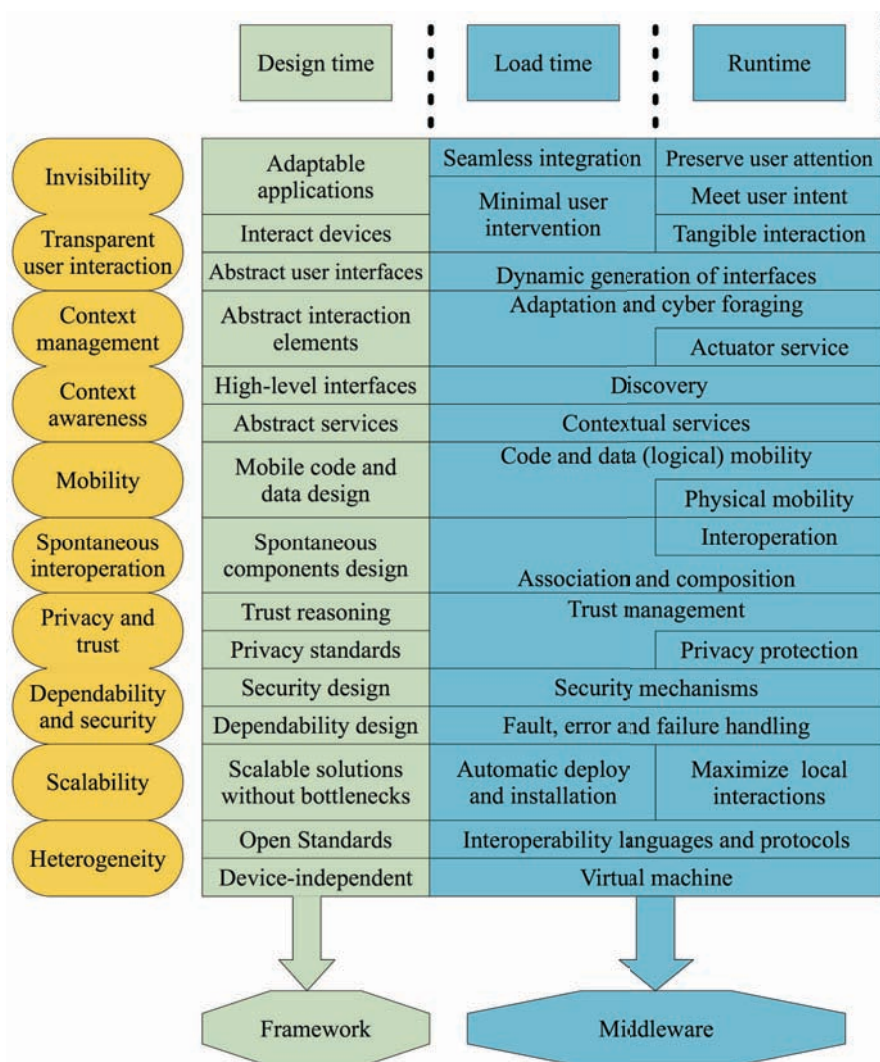 Design time
Load time
Runtime
Invisibility
Adaptable
applications
Seamless integration
Preserve user attention
Minimal user
intervention
Meet user intent
Transparent
user interaction
Interact devices
Tangible interaction
Abstract user interfaces
Dynamic generation of interfaces
Context
management
Abstract interaction
elements
Adaptation and cyber foraging
Actuator service
Context
awareness
High-level interfaces
Discovery
Abstract services
Contextual services
Mobility
Mobile code and
data design
Code and data (logical) mobility
Physical mobility
Spontaneous
interoperation
Spontaneous
components design
Interoperation
Association and composition
Privacy and
trust
Trust reasoning
Trust management
Privacy standards
Privacy protection
Dependability
and security
Security design
Security mechanisms
Dependability design
Fault, error and failure handling
Scalability
Scalable solutions
without bottlenecks
Automatic deploy
and installation
Maximize local
interactions
Heterogeneity
Open Standards
Interoperability languages and protocols
Device-independent
Virtual machine
Framework
Middleware